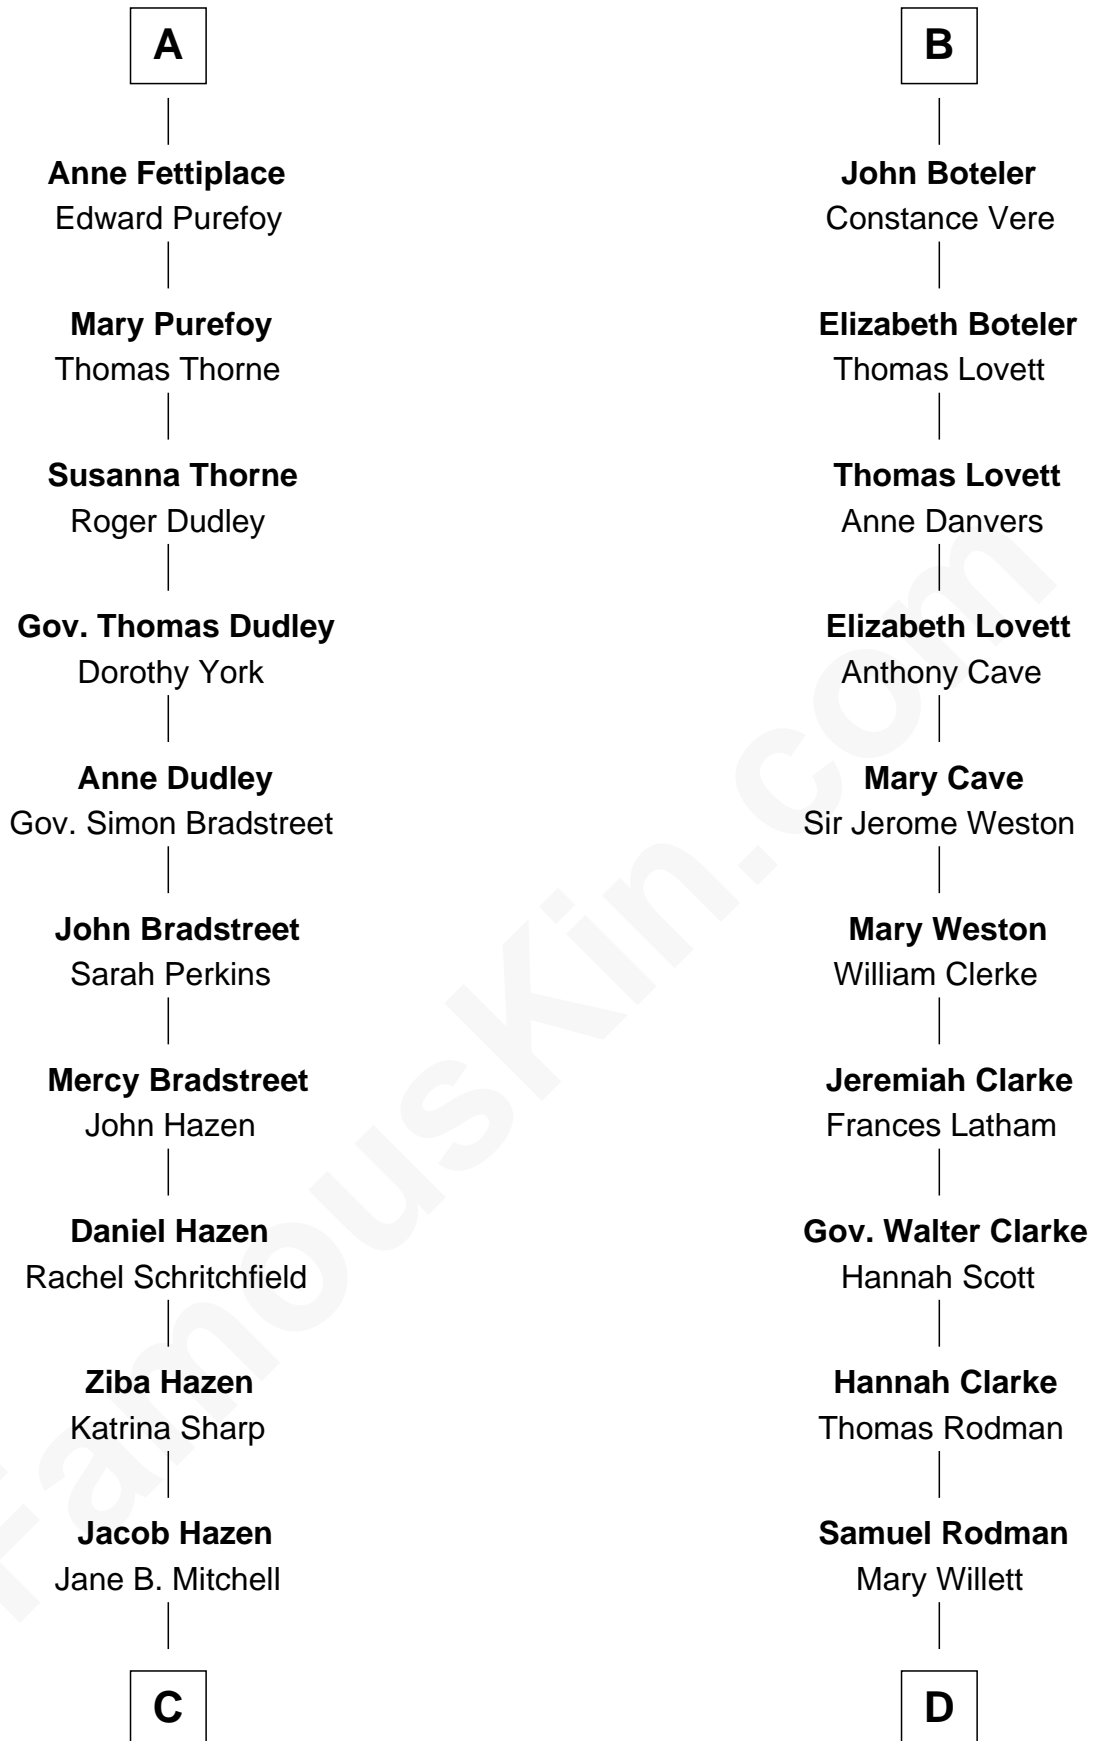 A
Anne Fettiplace
Edward Purefoy
Mary Purefoy
Thomas Thorne
Susanna Thorne
Roger Dudley
Gov. Thomas Dudley
Dorothy York
Anne Dudley
Gov. Simon Bradstreet
John Bradstreet
Sarah Perkins
Mercy Bradstreet
John Hazen
Daniel Hazen
Rachel Schritchfield
Ziba Hazen
Katrina Sharp
Jacob Hazen
Jane B. Mitchell
C
B
John Boteler
Constance Vere
Elizabeth Boteler
Thomas Lovett
Thomas Lovett
Anne Danvers
Elizabeth Lovett
Anthony Cave
Mary Cave
Sir Jerome Weston
Mary Weston
William Clerke
Jeremiah Clarke
Frances Latham
Gov. Walter Clarke
Hannah Scott
Hannah Clarke
Thomas Rodman
Samuel Rodman
Mary Willett
D
FamousKin.com